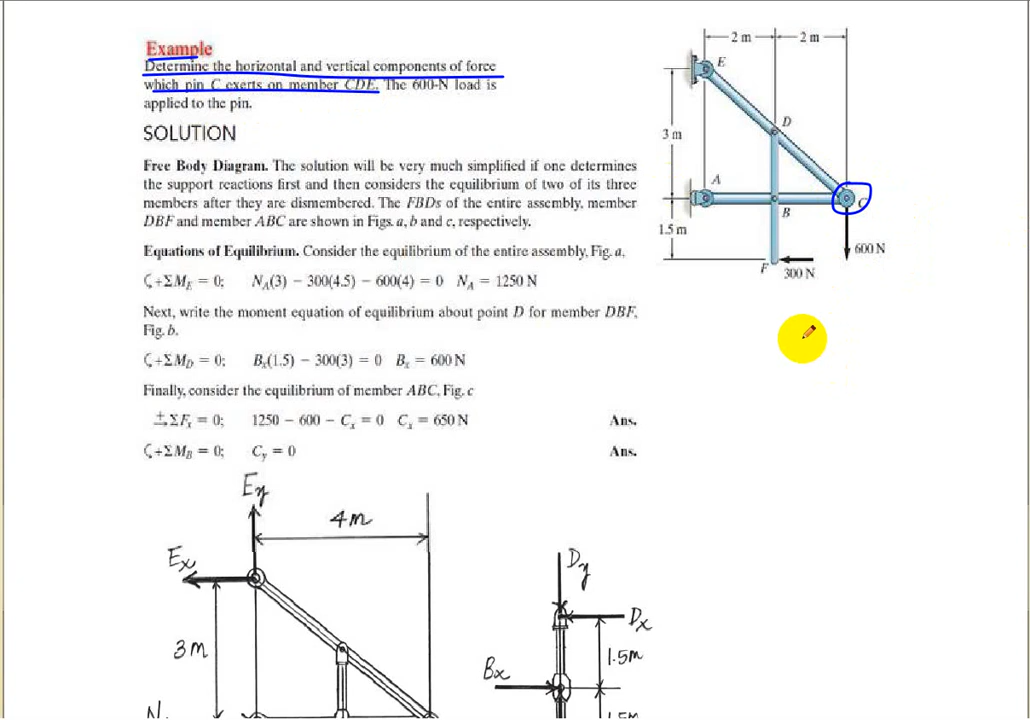 Example
Determine the horizontal and vertical components of force
which pin C exerts on member CDE. The 600-N load is
applied to the pin.
SOLUTION
Free Body Diagram. The solution will be very much simplified if one determines
the support reactions first and then considers the equilibrium of two of its three
members after they are dismembered. The FBDs of the entire assembly, member
DBF and member ABC are shown in Figs. a, b and c, respectively.
Equations of Equilibrium. Consider the equilibrium of the entire assembly, Fig. a,
ζ+ΣM_E = 0; N_A(3) − 300(4.5) − 600(4) = 0 N_A = 1250 N
Next, write the moment equation of equilibrium about point D for member DBF,
Fig. b.
ζ+ΣM_D = 0; B_x(1.5) − 300(3) = 0 B_x = 600 N
Finally, consider the equilibrium of member ABC, Fig. c
±→ΣF_x = 0; 1250 − 600 − C_x = 0 C_x = 650 N Ans.
ζ+ΣM_B = 0; C_y = 0 Ans.
2 m 2 m
E
D
3 m
A
B
C
1.5 m
600 N
F
300 N
Ey
4m
Ex
3m
N
Dy
Dx
1.5m
Bx
1.5M